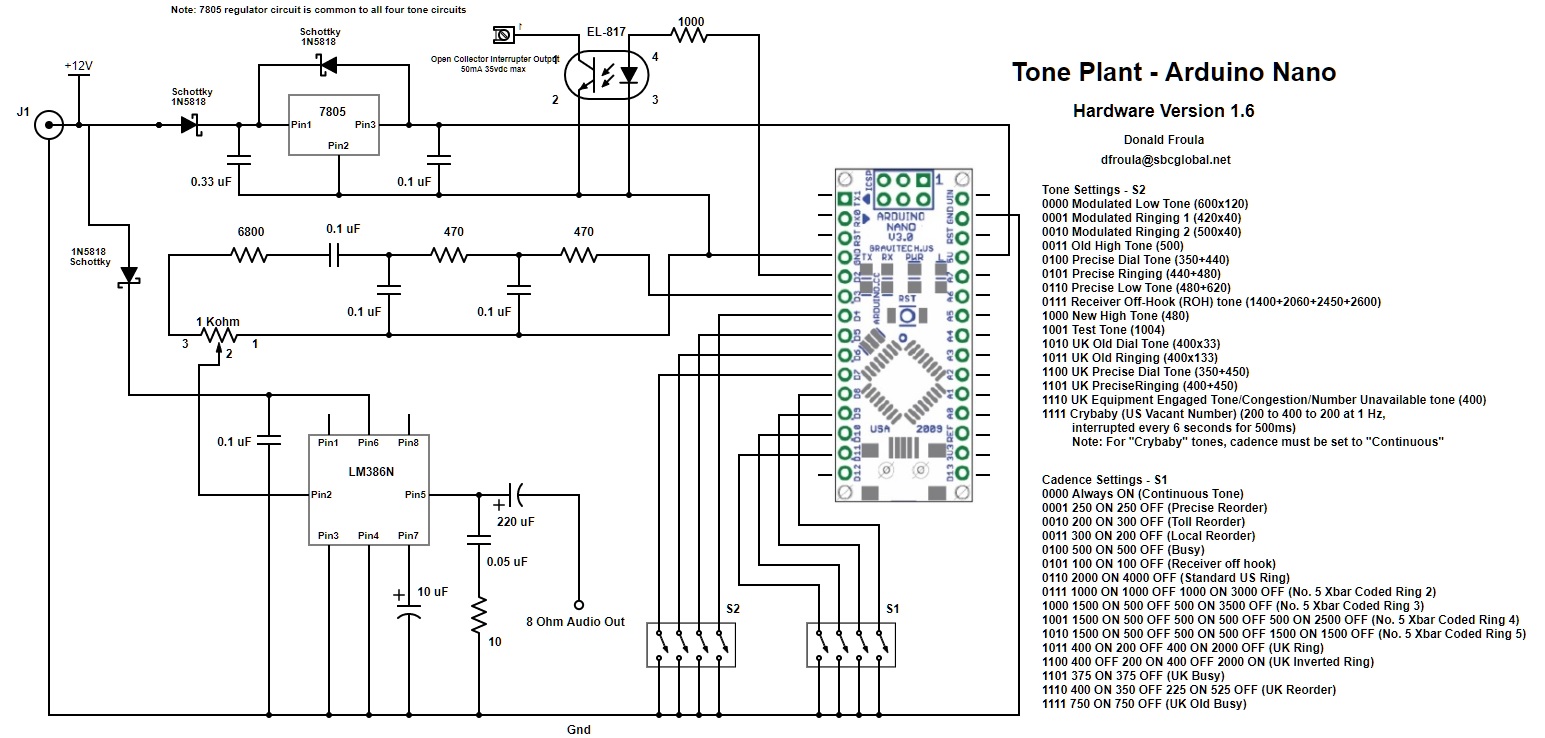 Note: 7805 regulator circuit is common to all four tone circuits
Schottky
1N5818
+12V
J1
Schottky
1N5818
7805
Pin1
Pin3
Pin2
0.33 uF
0.1 uF
1
Open Collector Interrupter Output
50mA 35vdc max
EL-817
1
2
4
3
1000
6800
0.1 uF
470
470
0.1 uF
0.1 uF
1N5818
Schottky
1 Kohm
3
2
1
0.1 uF
Pin1
Pin6
Pin8
LM386N
Pin2
Pin5
Pin3
Pin4
Pin7
10 uF
220 uF
0.05 uF
10
8 Ohm Audio Out
S2
S1
Gnd
ICSP
1
ARDUINO
NANO
V3.0
GRAVITECH.US
TX RX PWR L
ARDUINO.CC
RST
USA 2009
TX1
RX0
RST
GND
D2
D3
D4
D5
D6
D7
D8
D9
D10
D11
D12
VIN
GND
RST
5V
A7
A6
A5
A4
A3
A2
A1
A0
REF
3V3
D13
Tone Plant - Arduino Nano
Hardware Version 1.6
Donald Froula
dfroula@sbcglobal.net
Tone Settings - S2
0000 Modulated Low Tone (600x120)
0001 Modulated Ringing 1 (420x40)
0010 Modulated Ringing 2 (500x40)
0011 Old High Tone (500)
0100 Precise Dial Tone (350+440)
0101 Precise Ringing (440+480)
0110 Precise Low Tone (480+620)
0111 Receiver Off-Hook (ROH) tone (1400+2060+2450+2600)
1000 New High Tone (480)
1001 Test Tone (1004)
1010 UK Old Dial Tone (400x33)
1011 UK Old Ringing (400x133)
1100 UK Precise Dial Tone (350+450)
1101 UK PreciseRinging (400+450)
1110 UK Equipment Engaged Tone/Congestion/Number Unavailable tone (400)
1111 Crybaby (US Vacant Number) (200 to 400 to 200 at 1 Hz,
interrupted every 6 seconds for 500ms)
Note: For "Crybaby" tones, cadence must be set to "Continuous"
Cadence Settings - S1
0000 Always ON (Continuous Tone)
0001 250 ON 250 OFF (Precise Reorder)
0010 200 ON 300 OFF (Toll Reorder)
0011 300 ON 200 OFF (Local Reorder)
0100 500 ON 500 OFF (Busy)
0101 100 ON 100 OFF (Receiver off hook)
0110 2000 ON 4000 OFF (Standard US Ring)
0111 1000 ON 1000 OFF 1000 ON 3000 OFF (No. 5 Xbar Coded Ring 2)
1000 1500 ON 500 OFF 500 ON 3500 OFF (No. 5 Xbar Coded Ring 3)
1001 1500 ON 500 OFF 500 ON 500 OFF 500 ON 2500 OFF (No. 5 Xbar Coded Ring 4)
1010 1500 ON 500 OFF 500 ON 500 OFF 1500 ON 1500 OFF (No. 5 Xbar Coded Ring 5)
1011 400 ON 200 OFF 400 ON 2000 OFF (UK Ring)
1100 400 OFF 200 ON 400 OFF 2000 ON (UK Inverted Ring)
1101 375 ON 375 OFF (UK Busy)
1110 400 ON 350 OFF 225 ON 525 OFF (UK Reorder)
1111 750 ON 750 OFF (UK Old Busy)